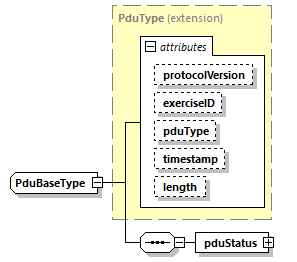 PduType (extension)
attributes
protocolVersion
exerciseID
pduType
timestamp
length
PduBaseType
pduStatus